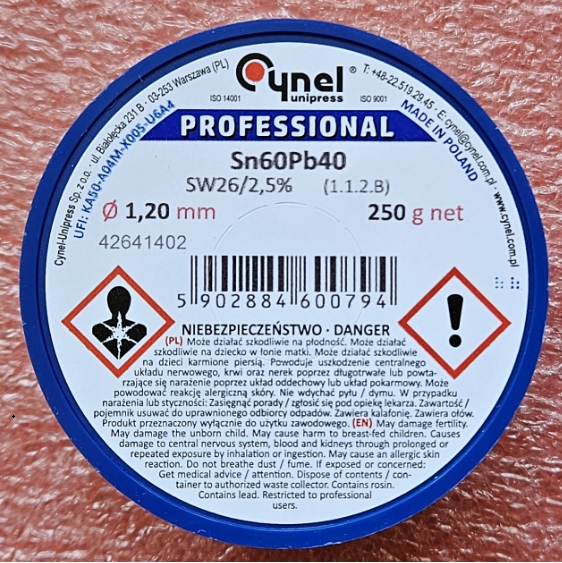 Cynel®
unipress
ISO 14001
ISO 9001
Cynel-Unipress Sp. z o.o. · ul. Białołęcka 231 B · 03-253 Warszawa (PL)
T: +48-22.519.29.45 · E: cynel@cynel.com.pl · www.cynel.com.pl
UFI: KA50-A04M-X005-U6A4
MADE IN POLAND
PROFESSIONAL
Sn60Pb40
SW26/2,5% (1.1.2.B)
Ø 1,20 mm 250 g net
42641402
5 902884 600794
NIEBEZPIECZEŃSTWO · DANGER
(PL) Może działać szkodliwie na płodność. Może działać
szkodliwie na dziecko w łonie matki. Może działać szkodliwie
na dzieci karmione piersią. Powoduje uszkodzenie centralnego
układu nerwowego, krwi oraz nerek poprzez długotrwałe lub powta-
rzające się narażenie poprzez układ oddechowy lub układ pokarmowy. Może
powodować reakcję alergiczną skóry. Nie wdychać pyłu / dymu. W przypadku
narażenia lub styczności: Zasięgnąć porady / zgłosić się pod opiekę lekarza. Zawartość /
pojemnik usuwać do uprawnionego odbiorcy odpadów. Zawiera kalafonię. Zawiera ołów.
Produkt przeznaczony wyłącznie do użytku zawodowego. (EN) May damage fertility.
May damage the unborn child. May cause harm to breast-fed children. Causes
damage to central nervous system, blood and kidneys through prolonged or
repeated exposure by inhalation or ingestion. May cause an allergic skin
reaction. Do not breathe dust / fume. If exposed or concerned:
Get medical advice / attention. Dispose of contents / con-
tainer to authorized waste collector. Contains rosin.
Contains lead. Restricted to professional
users.